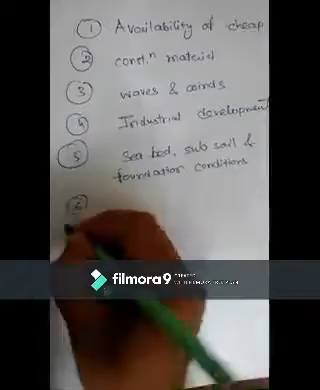 1 Availability of cheap
2 constⁿ material
3 waves & winds
4 Industrial development
5 Sea bed, sub soil &
foundation conditions
6
filmora9